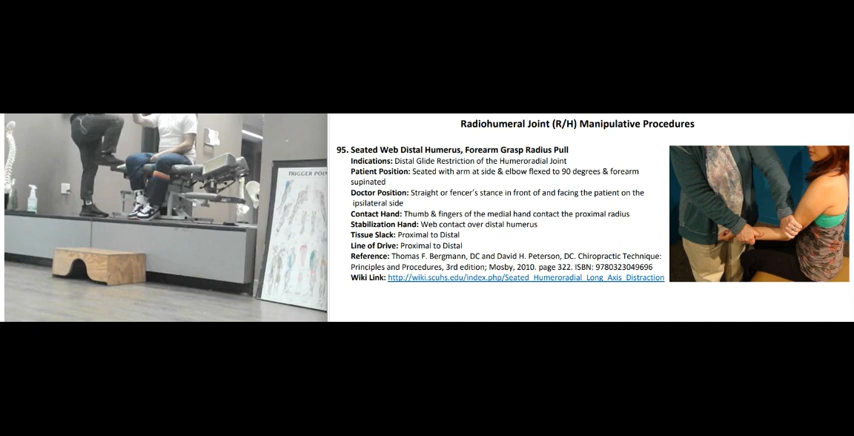 TRIGGER POIN
Radiohumeral Joint (R/H) Manipulative Procedures
95. Seated Web Distal Humerus, Forearm Grasp Radius Pull
Indications: Distal Glide Restriction of the Humeroradial Joint
Patient Position: Seated with arm at side & elbow flexed to 90 degrees & forearm
supinated
Doctor Position: Straight or fencer's stance in front of and facing the patient on the
ipsilateral side
Contact Hand: Thumb & fingers of the medial hand contact the proximal radius
Stabilization Hand: Web contact over distal humerus
Tissue Slack: Proximal to Distal
Line of Drive: Proximal to Distal
Reference: Thomas F. Bergmann, DC and David H. Peterson, DC. Chiropractic Technique:
Principles and Procedures, 3rd edition; Mosby, 2010. page 322. ISBN: 9780323049696
Wiki Link: http://wiki.scuhs.edu/index.php/Seated_Humeroradial_Long_Axis_Distraction